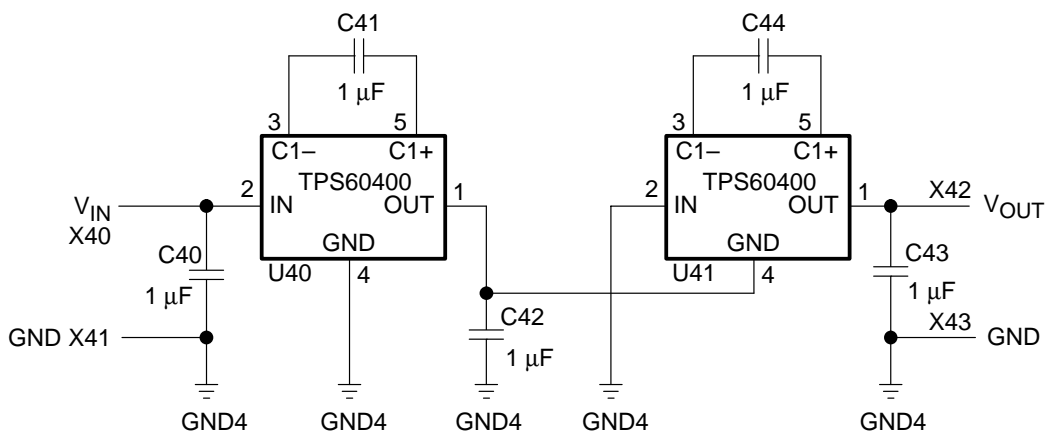 C41
1 μF
3
5
C1–
C1+
TPS60400
2
IN
OUT
1
GND
U40
4
V_IN
X40
C40
1 μF
GND X41
GND4
GND4
C42
1 μF
GND4
C44
1 μF
3
5
C1–
C1+
TPS60400
2
IN
OUT
1
GND
U41
4
GND4
X42
V_OUT
C43
1 μF
X43
GND
GND4